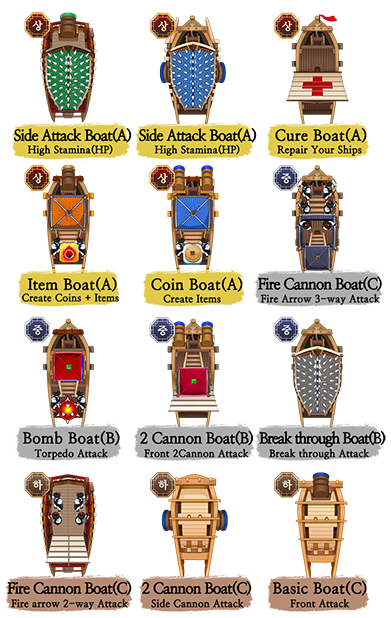 상
상
상
Side Attack Boat(A)
High Stamina(HP)
Side Attack Boat(A)
High Stamina(HP)
Cure Boat(A)
Repair Your Ships
상
상
중
Item Boat(A)
Create Coins + Items
Coin Boat(A)
Create Items
Fire Cannon Boat(C)
Fire Arrow 3-way Attack
중
중
중
Bomb Boat(B)
Torpedo Attack
2 Cannon Boat(B)
Front 2Cannon Attack
Break through Boat(B)
Break through Attack
하
하
하
Fire Cannon Boat(C)
Fire arrow 2-way Attack
2 Cannon Boat(C)
Side Cannon Attack
Basic Boat(C)
Front Attack